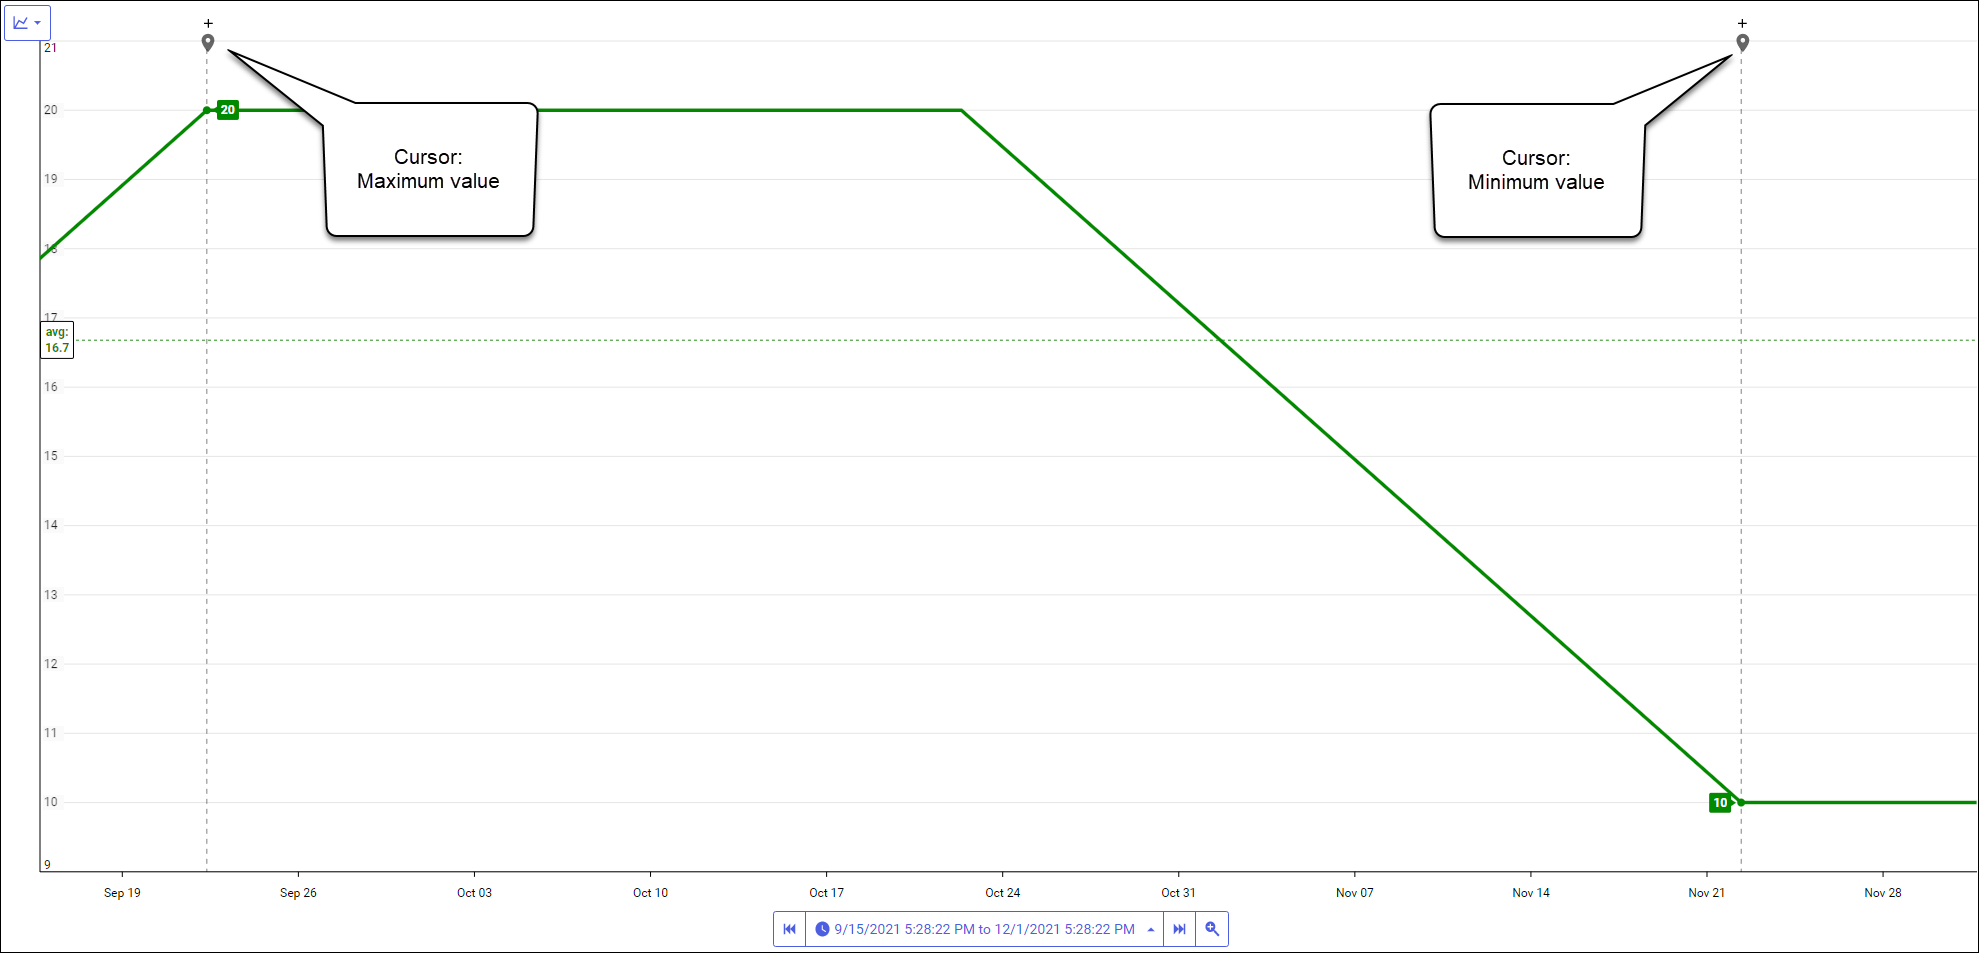 +
+
21
20
20
Cursor:
Maximum value
Cursor:
Minimum value
19
18
17
avg:
16.7
16
15
14
13
12
11
10
10
9
Sep 19
Sep 26
Oct 03
Oct 10
Oct 17
Oct 24
Oct 31
Nov 07
Nov 14
Nov 21
Nov 28
9/15/2021 5:28:22 PM to 12/1/2021 5:28:22 PM